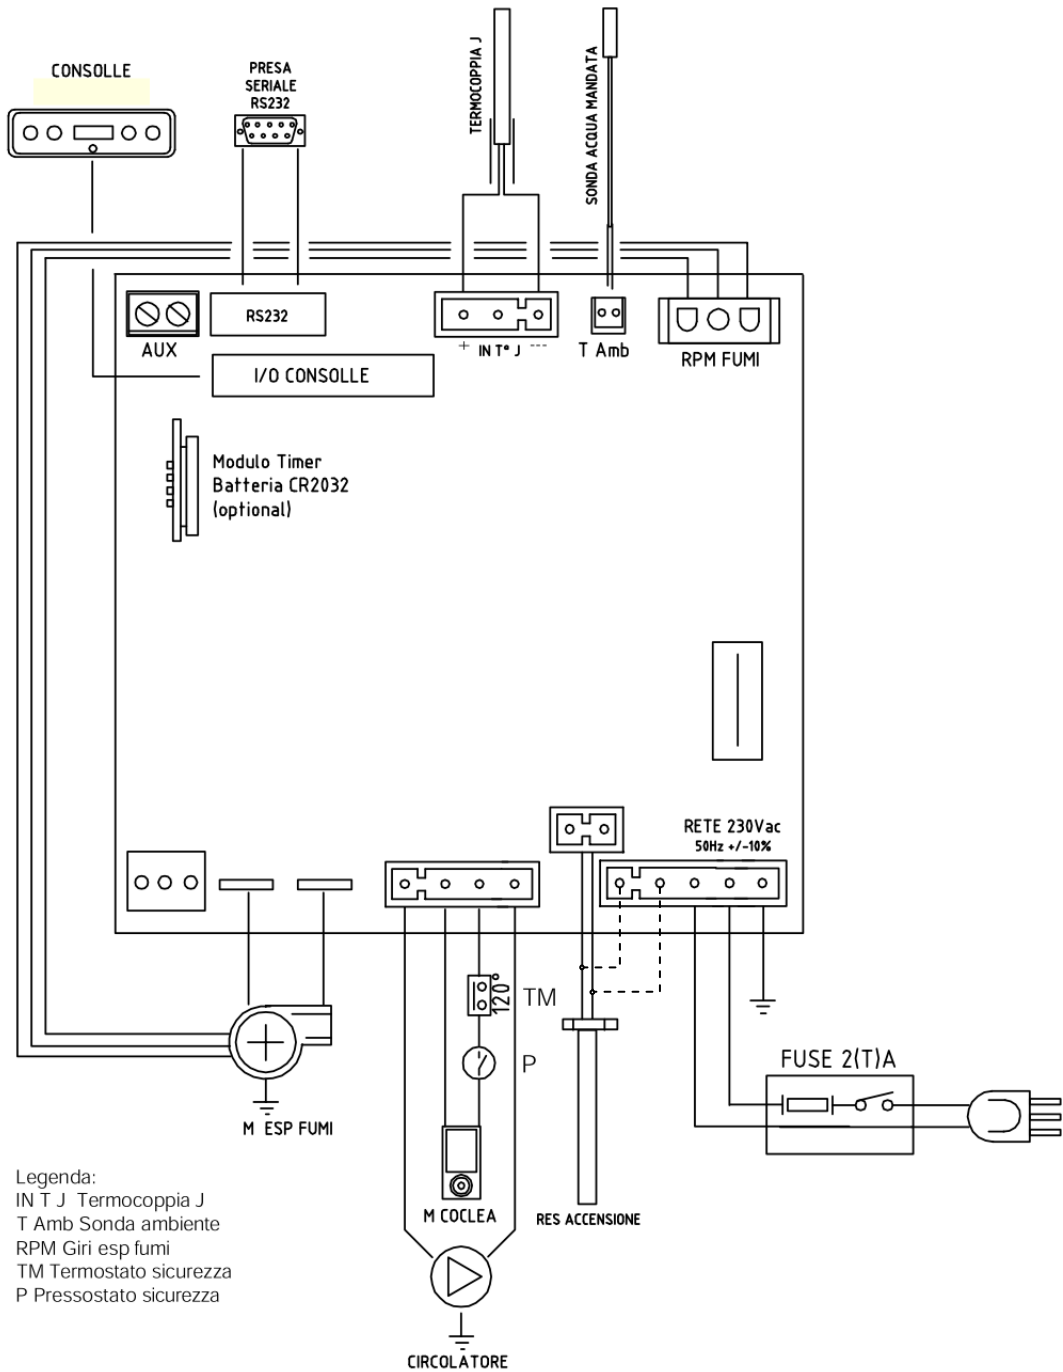 CONSOLLE
PRESA
SERIALE
RS232
TERMOCOPPIA J
SONDA ACQUA MANDATA
RS232
AUX
+ IN T° J ---
T Amb
RPM FUMI
I/O CONSOLLE
Modulo Timer
Batteria CR2032
(optional)
RETE 230Vac
50Hz +/-10%
120°
TM
P
FUSE 2(T)A
M ESP FUMI
M COCLEA
RES ACCENSIONE
CIRCOLATORE
Legenda:
IN T J Termocoppia J
T Amb Sonda ambiente
RPM Giri esp fumi
TM Termostato sicurezza
P Pressostato sicurezza